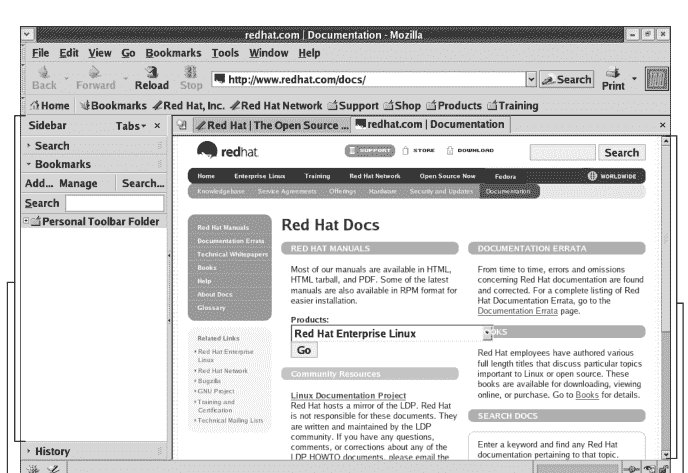 redhat.com | Documentation - Mozilla
File Edit View Go Bookmarks Tools Window Help
Back Forward Reload Stop http://www.redhat.com/docs/ Search Print
Home Bookmarks Red Hat, Inc. Red Hat Network Support Shop Products Training
Sidebar Tabs
Search
Bookmarks
Add... Manage Search...
Search
Personal Toolbar Folder
History
Red Hat | The Open Source ... redhat.com | Documentation
redhat. SUPPORT STORE DOWNLOAD Search
Home Enterprise Linux Training Red Hat Network Open Source Now Fedora WORLDWIDE
Knowledgebase Service Agreements Offerings Hardware Security and Updates Documentation
Red Hat Manuals
Documentation Errata
Technical Whitepapers
Books
Help
About Docs
Glossary
Related Links
Red Hat Enterprise
Linux
Red Hat Network
Bugzilla
GNU Project
Training and
Certification
Technical Mailing Lists
Red Hat Docs
RED HAT MANUALS
Most of our manuals are available in HTML,
HTML tarball, and PDF. Some of the latest
manuals are also available in RPM format for
easier installation.
Products:
Red Hat Enterprise Linux
Go
Community Resources
Linux Documentation Project
Red Hat hosts a mirror of the LDP. Red Hat
is not responsible for these documents. They
are written and maintained by the LDP
community. If you have any questions,
comments, or corrections about any of the
LDP HOWTO documents, please email the
DOCUMENTATION ERRATA
From time to time, errors and omissions
concerning Red Hat documentation are found
and corrected. For a complete listing of Red
Hat Documentation Errata, go to the
Documentation Errata page.
OOKS
Red Hat employees have authored various
full length titles that discuss particular topics
important to Linux or open source. These
books are available for downloading, viewing
online, or purchase. Go to Books for details.
SEARCH DOCS
Enter a keyword and find any Red Hat
documentation pertaining to that topic.